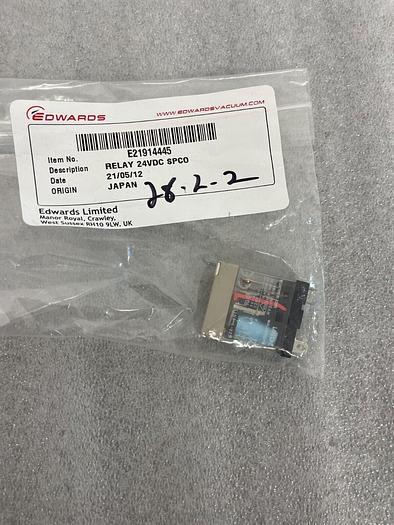 EDWARDS
WWW.EDWARDSVACUUM.COM
Item No. E21914445
Description RELAY 24VDC SPCO
Date 21/05/12
ORIGIN JAPAN 28-2-2
Edwards Limited
Manor Royal, Crawley,
West Sussex RH10 9LW, UK